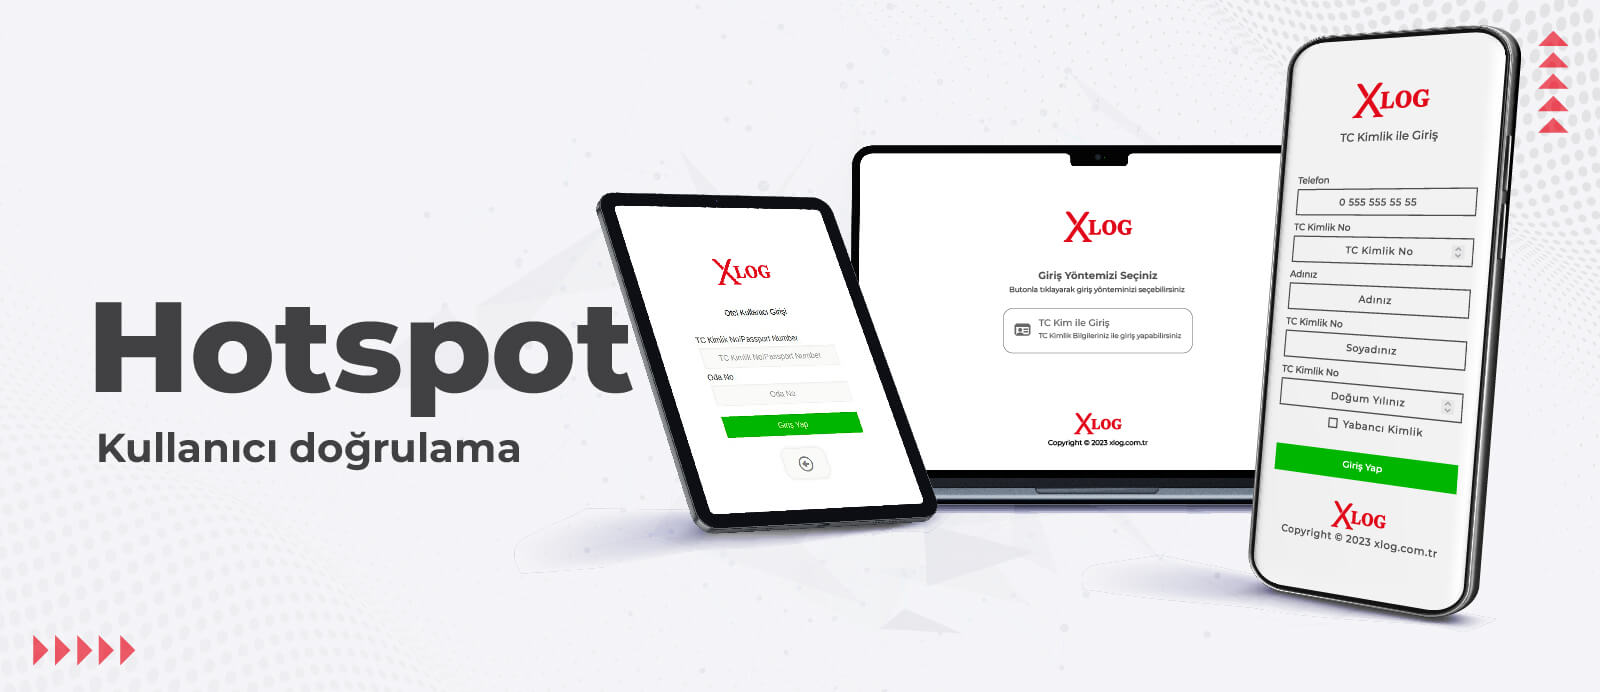 Hotspot
Kullanıcı doğrulama
XLOG
Otel Kullanıcı Girişi
TC Kimlik No/Passport Number
TC Kimlik No/Passport Number
Oda No
Oda No
Giriş Yap
XLOG
Giriş Yöntemizi Seçiniz
Butonla tıklayarak giriş yönteminizi seçebilirsiniz
TC Kim ile Giriş
TC Kimlik Bilgileriniz ile giriş yapabilirsiniz
XLOG
Copyright © 2023 xlog.com.tr
XLOG
TC Kimlik ile Giriş
Telefon
0 555 555 55 55
TC Kimlik No
TC Kimlik No
Adınız
Adınız
TC Kimlik No
Soyadınız
TC Kimlik No
Doğum Yılınız
Yabancı Kimlik
Giriş Yap
XLOG
Copyright © 2023 xlog.com.tr